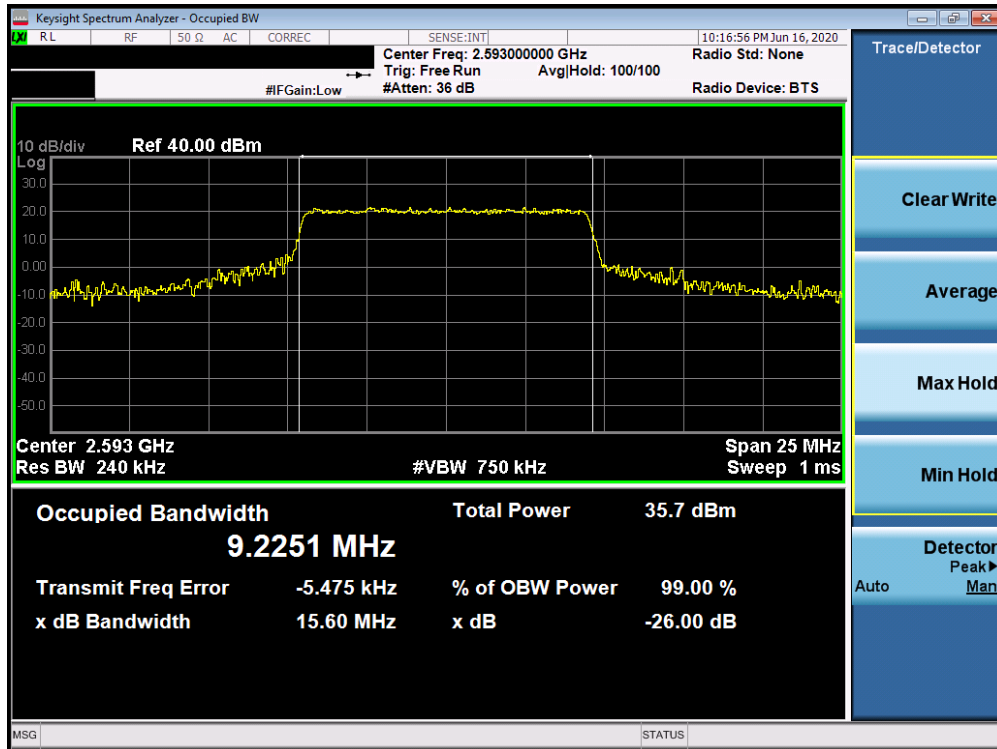 Keysight Spectrum Analyzer - Occupied BW
LXI RL RF 50 Ω AC CORREC SENSE:INT 10:16:56 PM Jun 16, 2020
Center Freq: 2.593000000 GHz Radio Std: None
Trig: Free Run Avg|Hold: 100/100
#IFGain:Low #Atten: 36 dB Radio Device: BTS
Trace/Detector
10 dB/div Ref 40.00 dBm
Log
30.0
20.0
10.0
0.00
-10.0
-20.0
-30.0
-40.0
-50.0
Center 2.593 GHz Span 25 MHz
Res BW 240 kHz #VBW 750 kHz Sweep 1 ms
Occupied Bandwidth Total Power 35.7 dBm
9.2251 MHz
Transmit Freq Error -5.475 kHz % of OBW Power 99.00 %
x dB Bandwidth 15.60 MHz x dB -26.00 dB
Clear Write
Average
Max Hold
Min Hold
Detector
Peak▶
Auto Man
MSG STATUS